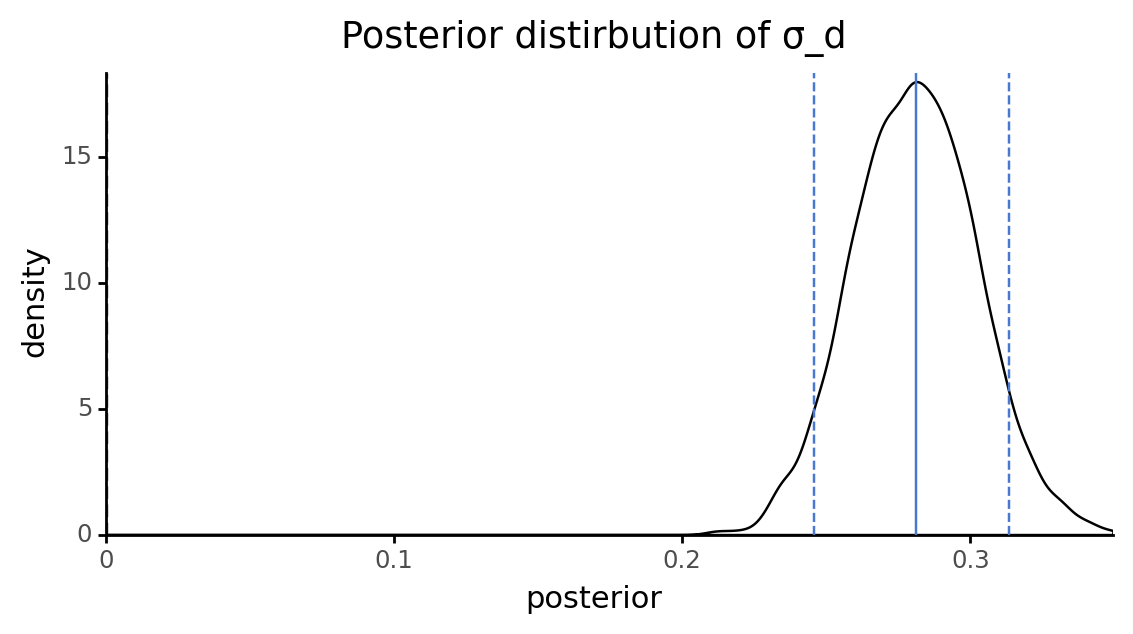 Posterior distirbution of σ_d
density
15
10
5
0
0 0.1 0.2 0.3
posterior